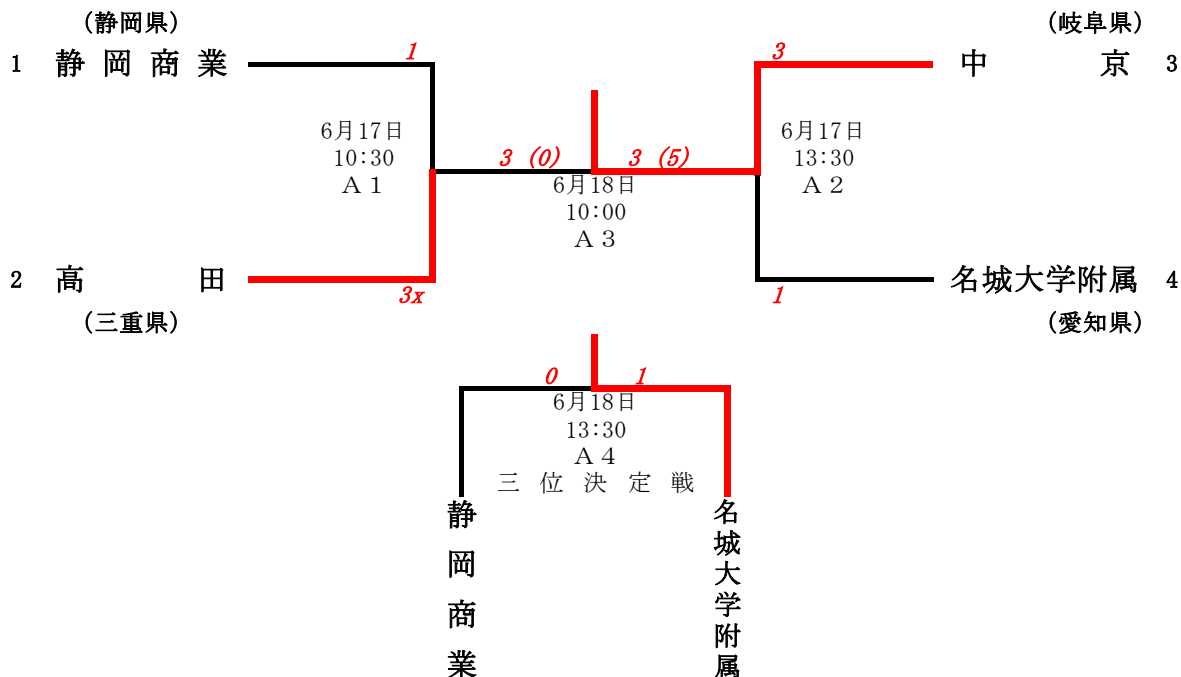 (静岡県)
1 静岡商業
1
6月17日
10:30
A1
2 高田
3x
(三重県)
3 (0)
3 (5)
6月18日
10:00
A3
(岐阜県)
3
中京 3
6月17日
13:30
A2
1
名城大学附属 4
(愛知県)
0
1
6月18日
13:30
A4
三位決定戦
静岡商業
名城大学附属